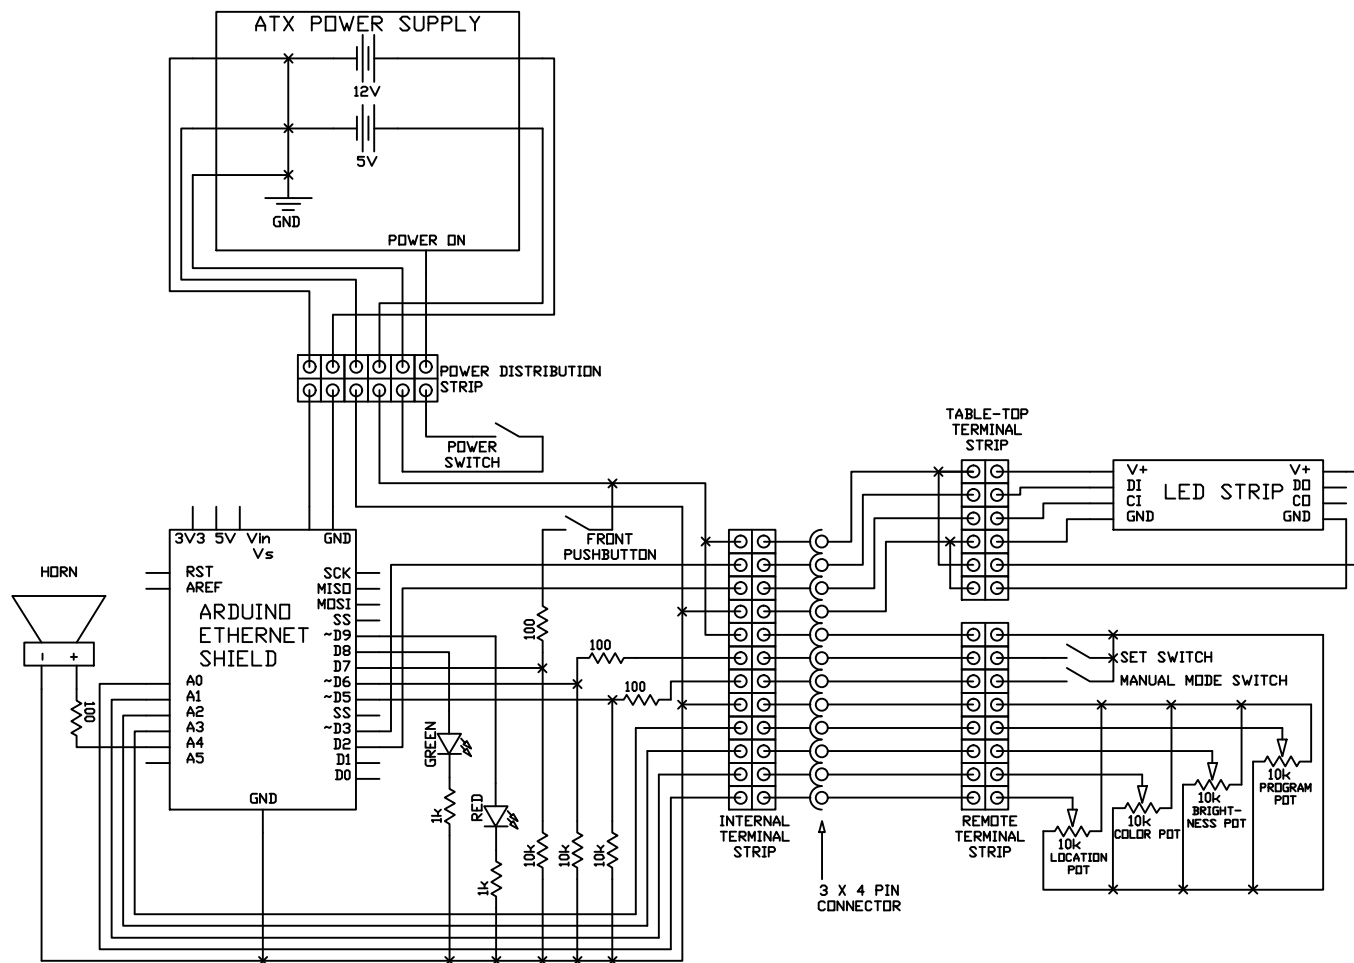 ATX POWER SUPPLY
12V
5V
GND
POWER ON
POWER DISTRIBUTION
STRIP
POWER
SWITCH
TABLE-TOP
TERMINAL
STRIP
V+
DI
CI
GND
LED STRIP
V+
DO
CO
GND
FRONT
PUSHBUTTON
3V3
5V
Vin
Vs
GND
HORN
- +
100
RST
AREF
ARDUINO
ETHERNET
SHIELD
A0
A1
A2
A3
A4
A5
SCK
MISO
MOSI
SS
~D9
D8
D7
~D6
~D5
SS
~D3
D2
D1
D0
GND
100
100
100
GREEN
1k
RED
1k
10k
10k
10k
SET SWITCH
MANUAL MODE SWITCH
INTERNAL
TERMINAL
STRIP
3 X 4 PIN
CONNECTOR
REMOTE
TERMINAL
STRIP
10k
LOCATION
POT
10k
COLOR POT
10k
BRIGHT-
NESS POT
10k
PROGRAM
POT